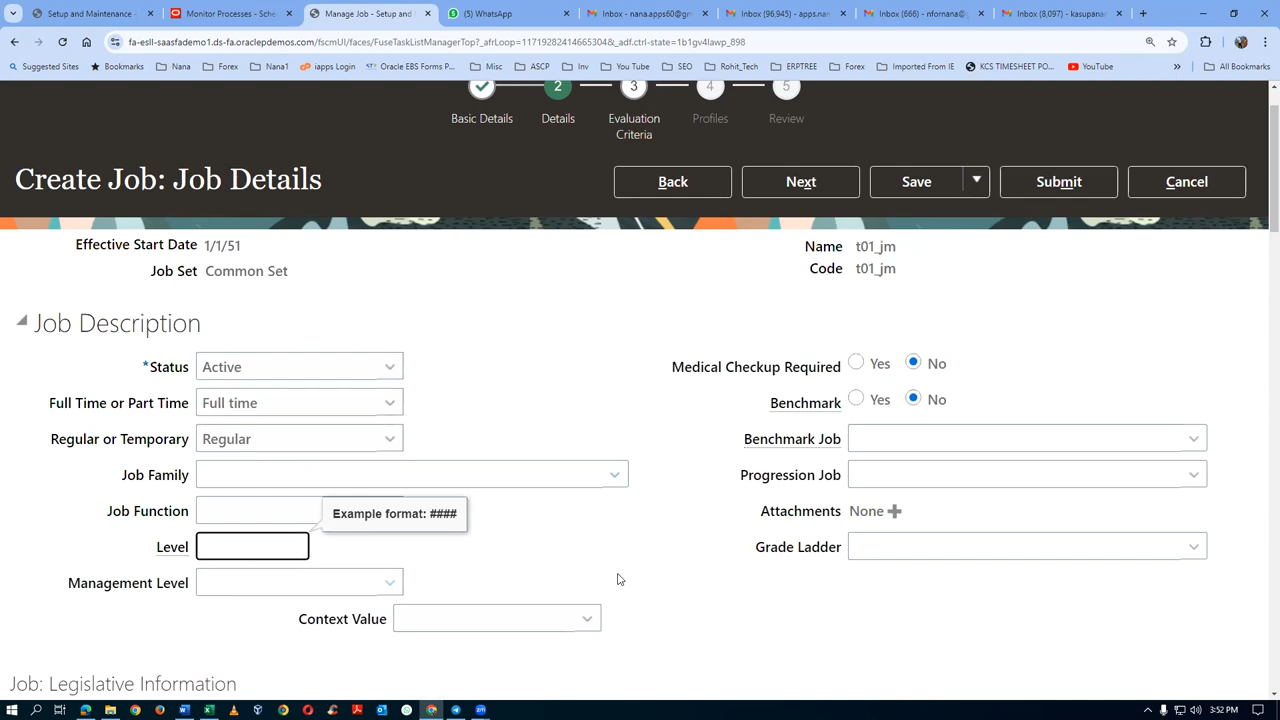 Setup and Maintenance -
Monitor Processes - Sche
Manage Job - Setup and
(5) WhatsApp
Inbox - nana.apps60@gm
Inbox (96,945) - apps.nan
Inbox (666) - nfornana@g
Inbox (8,097) - kasupanar
fa-esll-saasfademo1.ds-fa.oraclepdemos.com/fscmUI/faces/FuseTaskListManagerTop?_afrLoop=117192824146653048&_adf.ctrl-state=1b1gv4lawp_898
Suggested Sites
Bookmarks
Nana
Forex
Nana1
iapps Login
Oracle EBS Forms P...
Misc
ASCP
Inv
You Tube
SEO
Rohit_Tech
ERPTREE
Forex
Imported From IE
KCS TIMESHEET PO...
YouTube
»
All Bookmarks
2
3
4
5
Basic Details
Details
Evaluation
Criteria
Profiles
Review
Create Job: Job Details
Back
Next
Save
Submit
Cancel
Effective Start Date 1/1/51
Name t01_jm
Job Set Common Set
Code t01_jm
Job Description
*Status Active
Medical Checkup Required Yes No
Full Time or Part Time Full time
Benchmark Yes No
Regular or Temporary Regular
Benchmark Job
Job Family
Progression Job
Job Function
Example format: ####
Attachments None
Level
Grade Ladder
Management Level
Context Value
Job: Legislative Information
3:52 PM